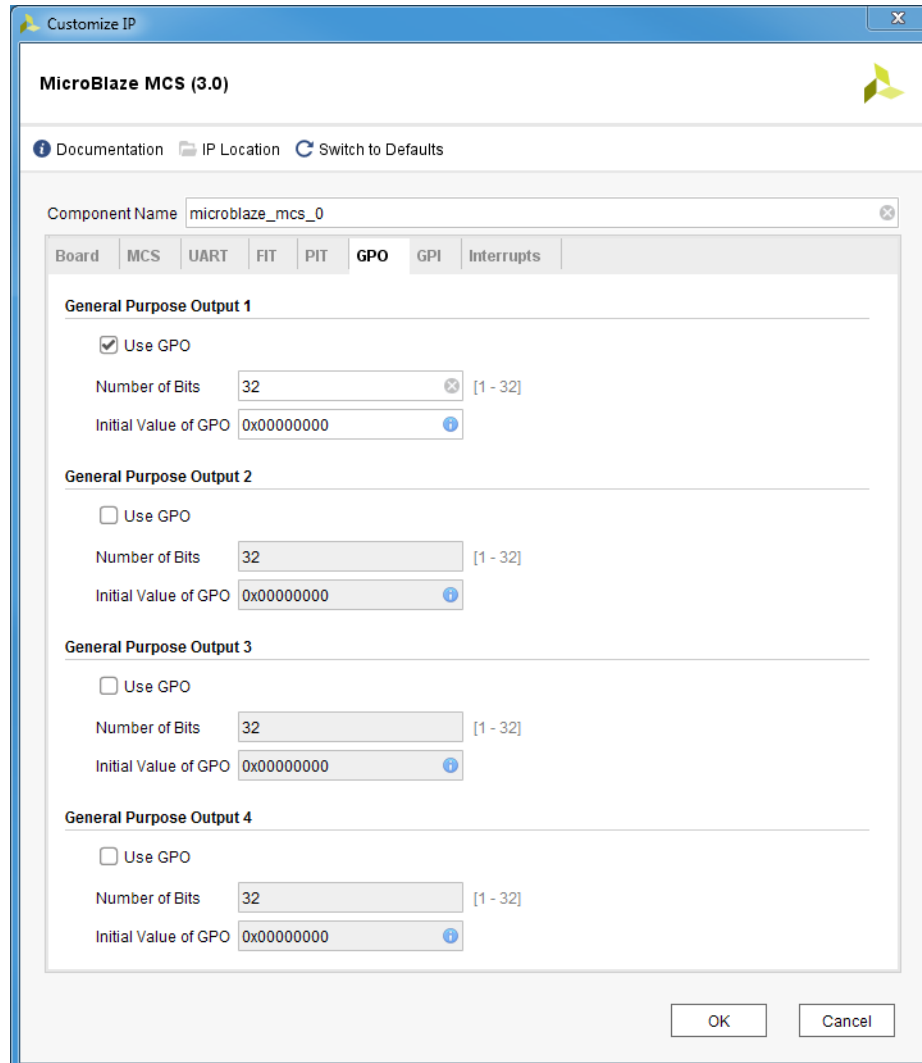 Customize IP
MicroBlaze MCS (3.0)
Documentation IP Location Switch to Defaults
Component Name microblaze_mcs_0
Board MCS UART FIT PIT GPO GPI Interrupts
General Purpose Output 1
Use GPO
Number of Bits 32 [1 - 32]
Initial Value of GPO 0x00000000
General Purpose Output 2
Use GPO
Number of Bits 32 [1 - 32]
Initial Value of GPO 0x00000000
General Purpose Output 3
Use GPO
Number of Bits 32 [1 - 32]
Initial Value of GPO 0x00000000
General Purpose Output 4
Use GPO
Number of Bits 32 [1 - 32]
Initial Value of GPO 0x00000000
OK Cancel